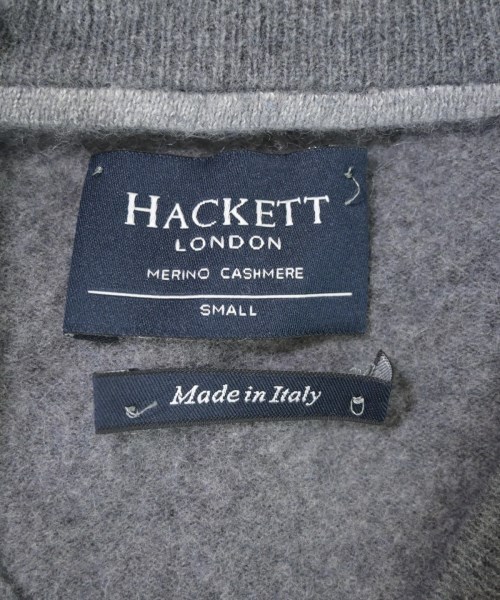 HACKETT
LONDON
MERINO CASHMERE
SMALL
Made in Italy